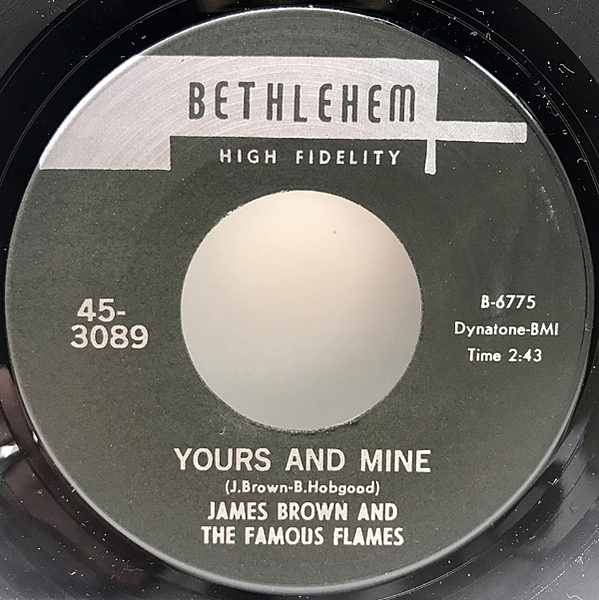 BETHLEHEM
HIGH FIDELITY
45-
3089
B-6775
Dynatone-BMI
Time 2:43
YOURS AND MINE
(J.Brown-B.Hobgood)
JAMES BROWN AND
THE FAMOUS FLAMES